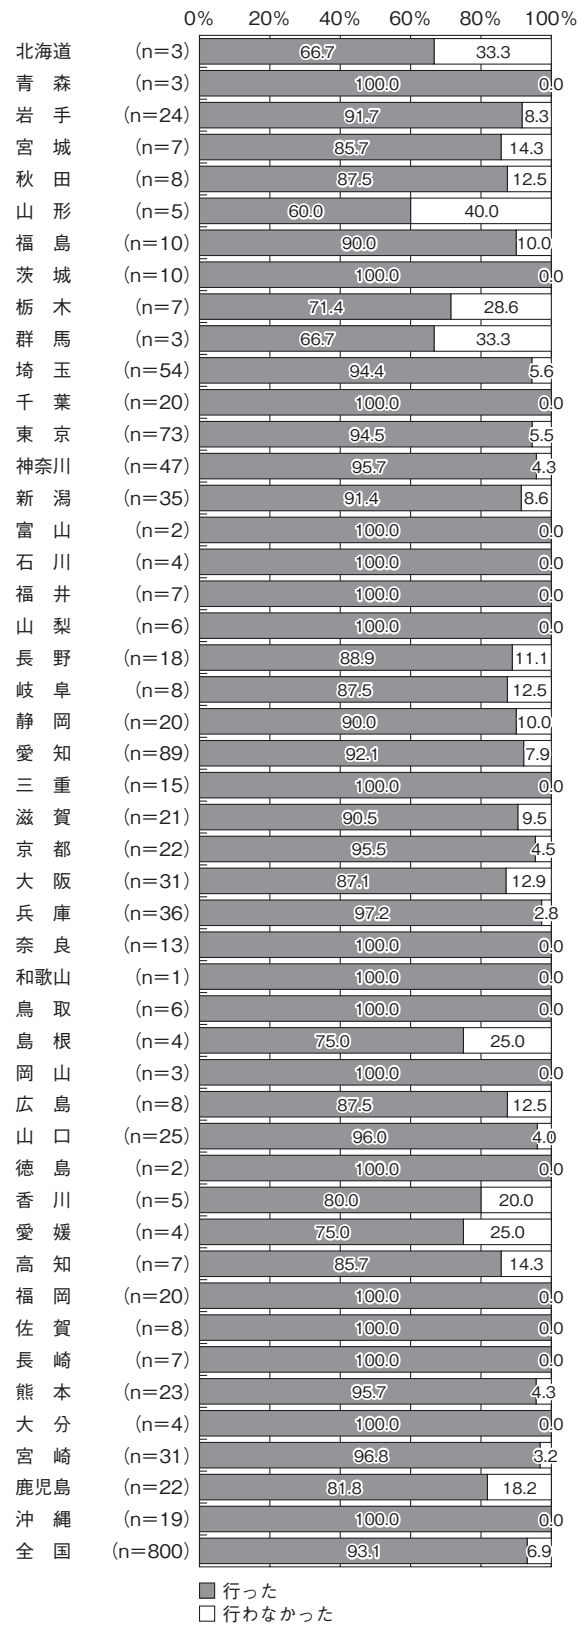 0% 20% 40% 60% 80% 100%
北海道 (n=3) 66.7 33.3
青 森 (n=3) 100.0 0.0
岩 手 (n=24) 91.7 8.3
宮 城 (n=7) 85.7 14.3
秋 田 (n=8) 87.5 12.5
山 形 (n=5) 60.0 40.0
福 島 (n=10) 90.0 10.0
茨 城 (n=10) 100.0 0.0
栃 木 (n=7) 71.4 28.6
群 馬 (n=3) 66.7 33.3
埼 玉 (n=54) 94.4 5.6
千 葉 (n=20) 100.0 0.0
東 京 (n=73) 94.5 5.5
神奈川 (n=47) 95.7 4.3
新 潟 (n=35) 91.4 8.6
富 山 (n=2) 100.0 0.0
石 川 (n=4) 100.0 0.0
福 井 (n=7) 100.0 0.0
山 梨 (n=6) 100.0 0.0
長 野 (n=18) 88.9 11.1
岐 阜 (n=8) 87.5 12.5
静 岡 (n=20) 90.0 10.0
愛 知 (n=89) 92.1 7.9
三 重 (n=15) 100.0 0.0
滋 賀 (n=21) 90.5 9.5
京 都 (n=22) 95.5 4.5
大 阪 (n=31) 87.1 12.9
兵 庫 (n=36) 97.2 2.8
奈 良 (n=13) 100.0 0.0
和歌山 (n=1) 100.0 0.0
鳥 取 (n=6) 100.0 0.0
島 根 (n=4) 75.0 25.0
岡 山 (n=3) 100.0 0.0
広 島 (n=8) 87.5 12.5
山 口 (n=25) 96.0 4.0
徳 島 (n=2) 100.0 0.0
香 川 (n=5) 80.0 20.0
愛 媛 (n=4) 75.0 25.0
高 知 (n=7) 85.7 14.3
福 岡 (n=20) 100.0 0.0
佐 賀 (n=8) 100.0 0.0
長 崎 (n=7) 100.0 0.0
熊 本 (n=23) 95.7 4.3
大 分 (n=4) 100.0 0.0
宮 崎 (n=31) 96.8 3.2
鹿児島 (n=22) 81.8 18.2
沖 縄 (n=19) 100.0 0.0
全 国 (n=800) 93.1 6.9
行った
行わなかった